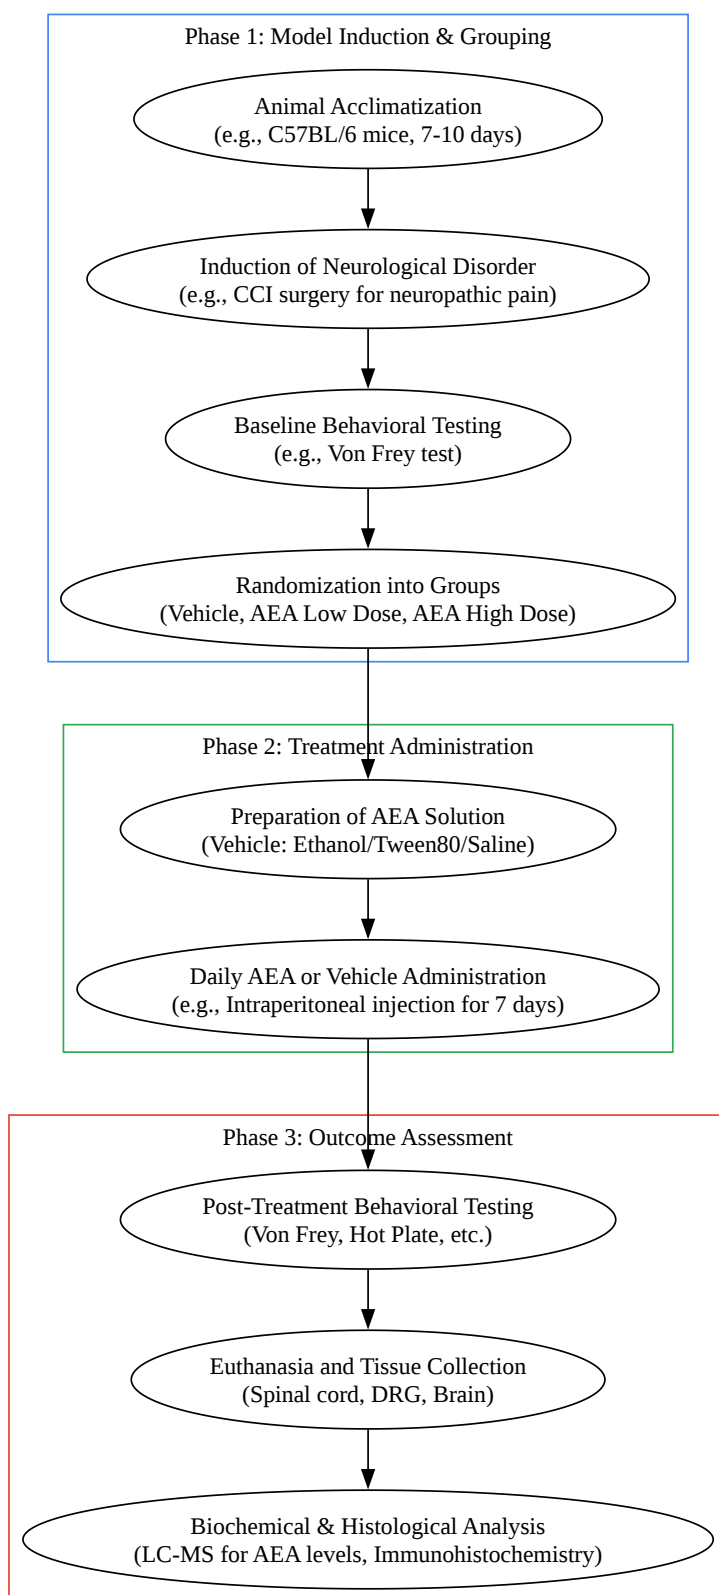 Phase 1: Model Induction & Grouping
Animal Acclimatization
(e.g., C57BL/6 mice, 7-10 days)
Induction of Neurological Disorder
(e.g., CCI surgery for neuropathic pain)
Baseline Behavioral Testing
(e.g., Von Frey test)
Randomization into Groups
(Vehicle, AEA Low Dose, AEA High Dose)
Phase 2: Treatment Administration
Preparation of AEA Solution
(Vehicle: Ethanol/Tween80/Saline)
Daily AEA or Vehicle Administration
(e.g., Intraperitoneal injection for 7 days)
Phase 3: Outcome Assessment
Post-Treatment Behavioral Testing
(Von Frey, Hot Plate, etc.)
Euthanasia and Tissue Collection
(Spinal cord, DRG, Brain)
Biochemical & Histological Analysis
(LC-MS for AEA levels, Immunohistochemistry)